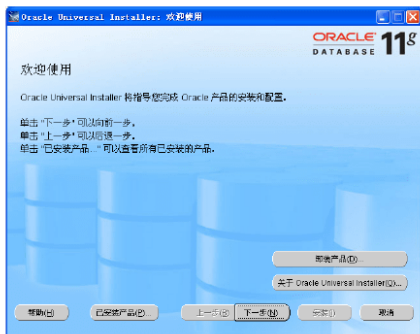 Oracle Universal Installer: 欢迎使用
ORACLE
DATABASE 11g
欢迎使用
Oracle Universal Installer 将指导您完成 Oracle 产品的安装和配置。
单击 "下一步" 可以向前一步。
单击 "上一步" 可以后退一步。
单击 "已安装产品..." 可以查看所有已安装的产品。
卸装产品(D)...
关于 Oracle Universal Installer(O)...
帮助(H) 已安装产品(P)... 上一步(B) 下一步(N) 安装(I) 取消